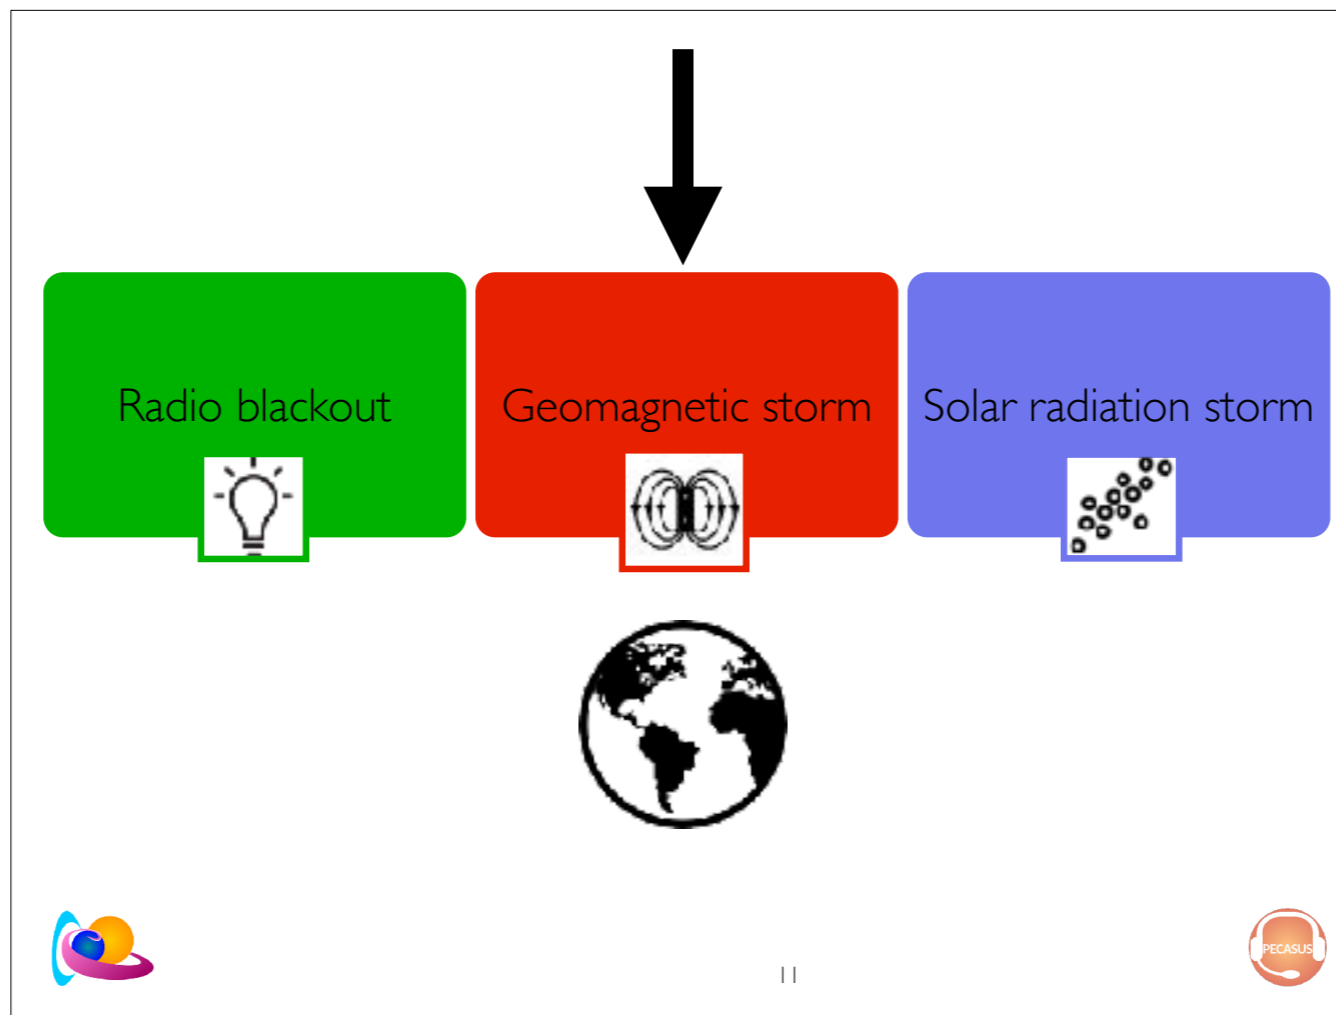 Radio blackout
Geomagnetic storm
Solar radiation storm
11
PECASUS